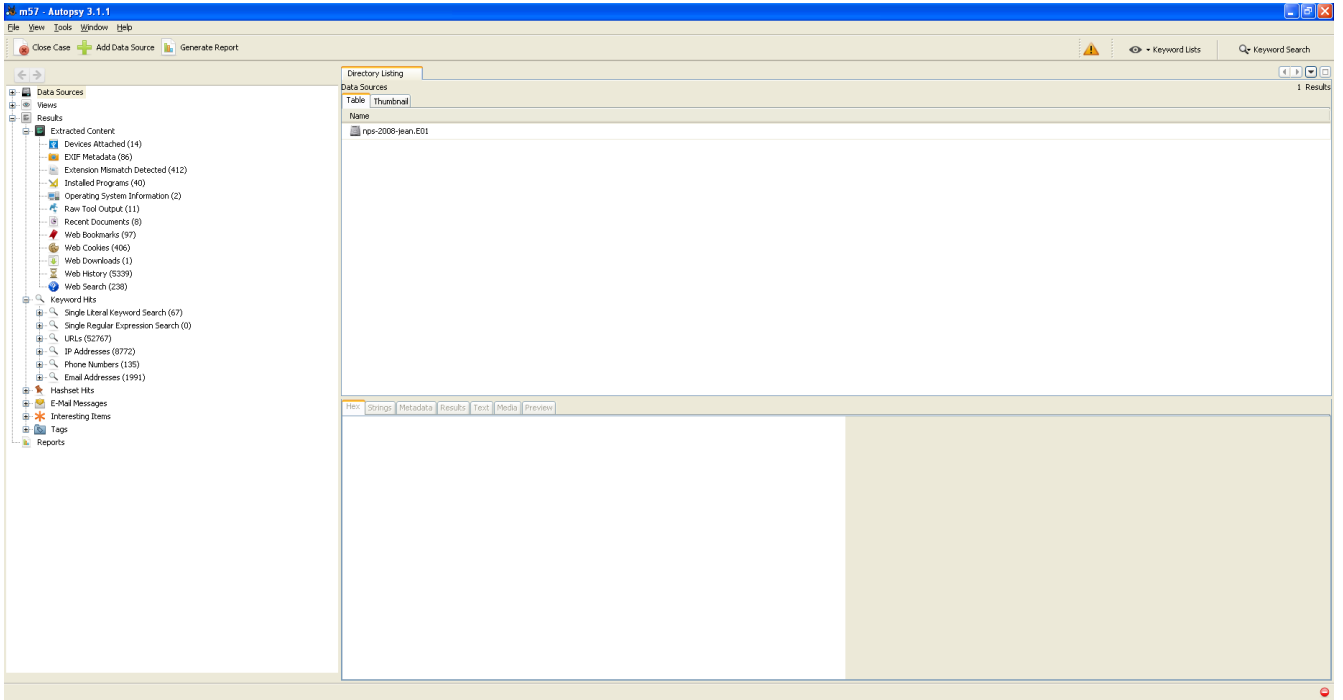 m57 - Autopsy 3.1.1
File View Tools Window Help
Close Case Add Data Source Generate Report Keyword Lists Keyword Search
Directory Listing
Data Sources 1 Results
Table Thumbnail
Name
nps-2008-jean.E01
Data Sources
Views
Results
Extracted Content
Devices Attached (14)
EXIF Metadata (86)
Extension Mismatch Detected (412)
Installed Programs (40)
Operating System Information (2)
Raw Tool Output (11)
Recent Documents (8)
Web Bookmarks (97)
Web Cookies (406)
Web Downloads (1)
Web History (5339)
Web Search (238)
Keyword Hits
Single Literal Keyword Search (67)
Single Regular Expression Search (0)
URLs (52767)
IP Addresses (8772)
Phone Numbers (135)
Email Addresses (1991)
Hashset Hits
E-Mail Messages
Interesting Items
Tags
Reports
Hex Strings Metadata Results Text Media Preview